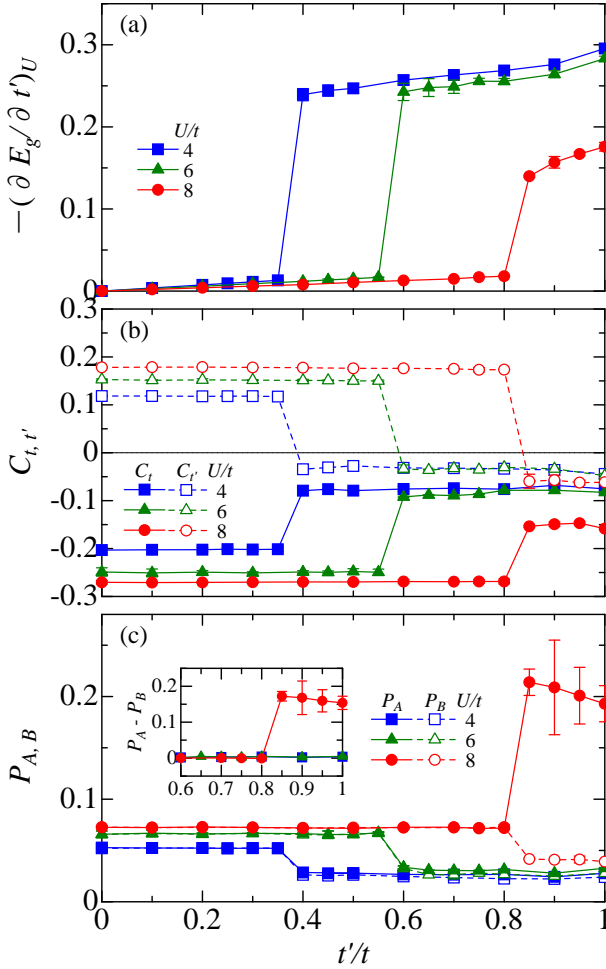 (a)
−(∂E_g/∂t')_U
0.3
0.2
0.1
0
U/t
4
6
8
(b)
C_{t,t'}
0.3
0.2
0.1
0
-0.1
-0.2
-0.3
C_t C_{t'} U/t
4
6
8
(c)
P_{A,B}
0.2
0.1
0
P_A - P_B
0.2
0.1
0
0.6 0.7 0.8 0.9 1
P_A P_B U/t
4
6
8
0 0.2 0.4 0.6 0.8 1
t'/t